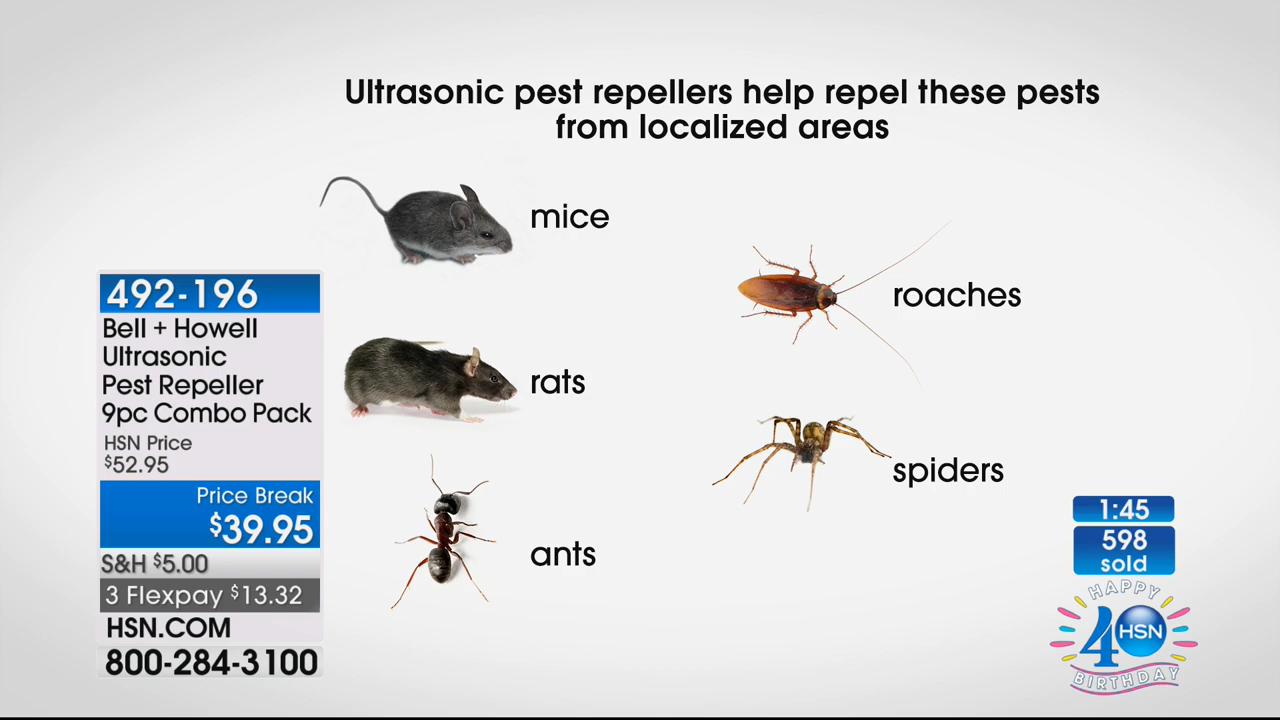 Ultrasonic pest repellers help repel these pests
from localized areas
mice
roaches
rats
spiders
ants
492-196
Bell + Howell
Ultrasonic
Pest Repeller
9pc Combo Pack
HSN Price
$52.95
Price Break
$39.95
S&H $5.00
3 Flexpay $13.32
HSN.COM
800-284-3100
1:45
598
sold
HAPPY
40
HSN
BIRTHDAY